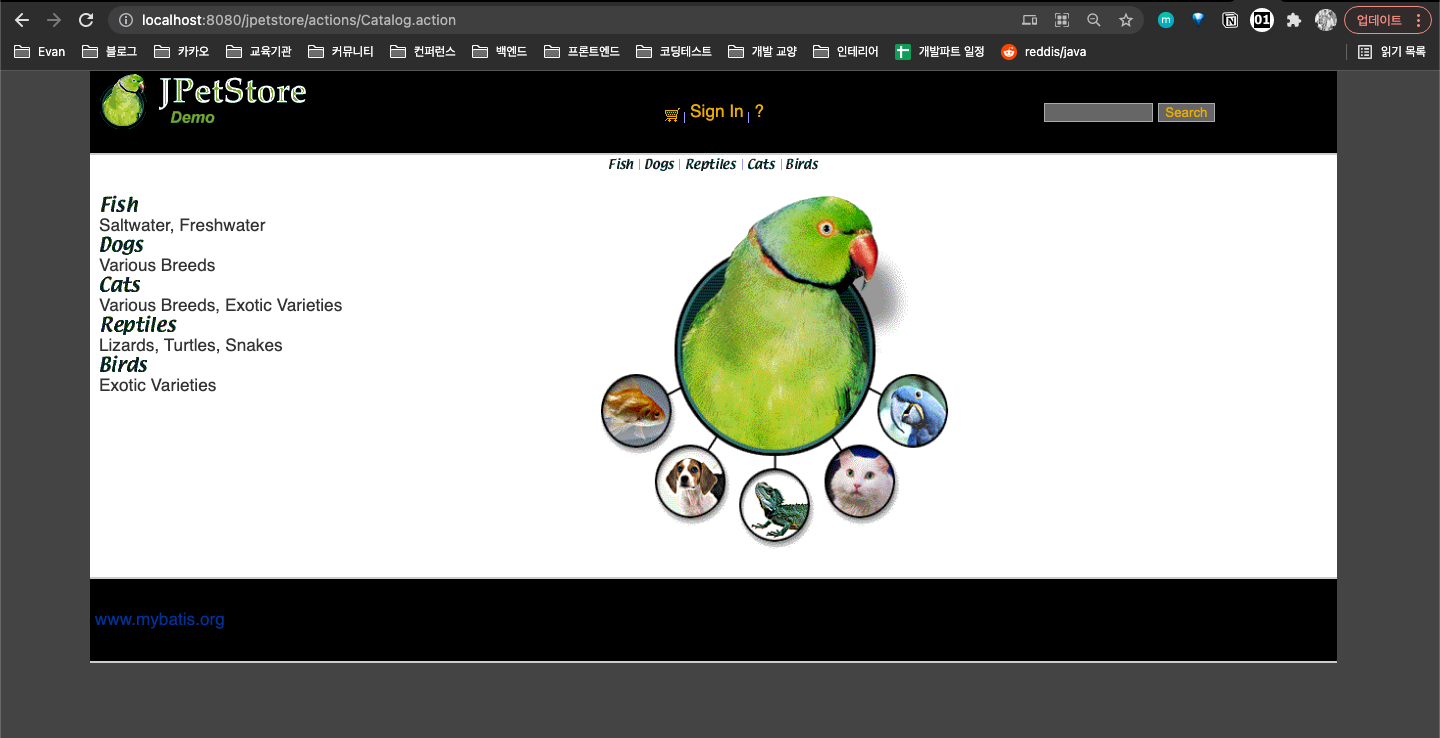 localhost:8080/jpetstore/actions/Catalog.action
m
01
업데이트
Evan 블로그 카카오 교육기관 커뮤니티 컨퍼런스 백엔드 프론트엔드 코딩테스트 개발 교양 인테리어 개발파트 일정 reddis/java 읽기 목록
JPetStore
Demo
| Sign In | ?
Search
Fish | Dogs | Reptiles | Cats | Birds
Fish
Saltwater, Freshwater
Dogs
Various Breeds
Cats
Various Breeds, Exotic Varieties
Reptiles
Lizards, Turtles, Snakes
Birds
Exotic Varieties
www.mybatis.org